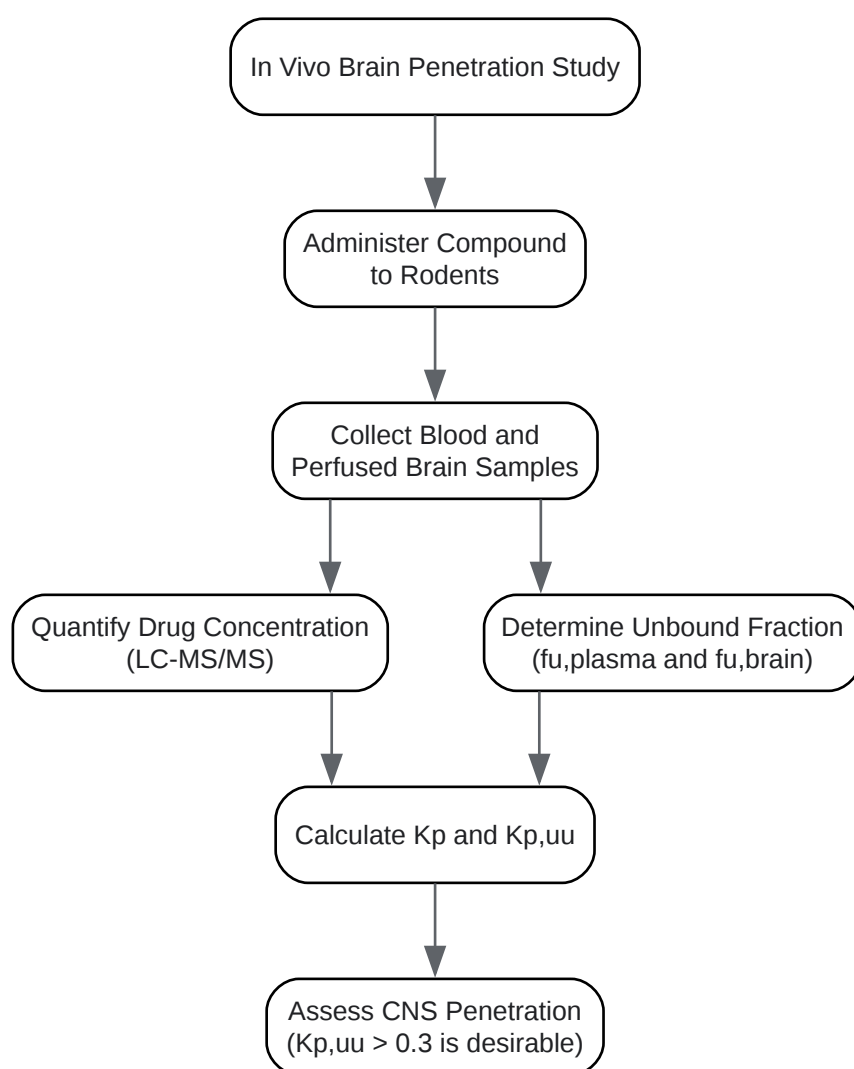 In Vivo Brain Penetration Study
Administer Compound
to Rodents
Collect Blood and
Perfused Brain Samples
Quantify Drug Concentration
(LC-MS/MS)
Determine Unbound Fraction
(fu,plasma and fu,brain)
Calculate Kp and Kp,uu
Assess CNS Penetration
(Kp,uu > 0.3 is desirable)